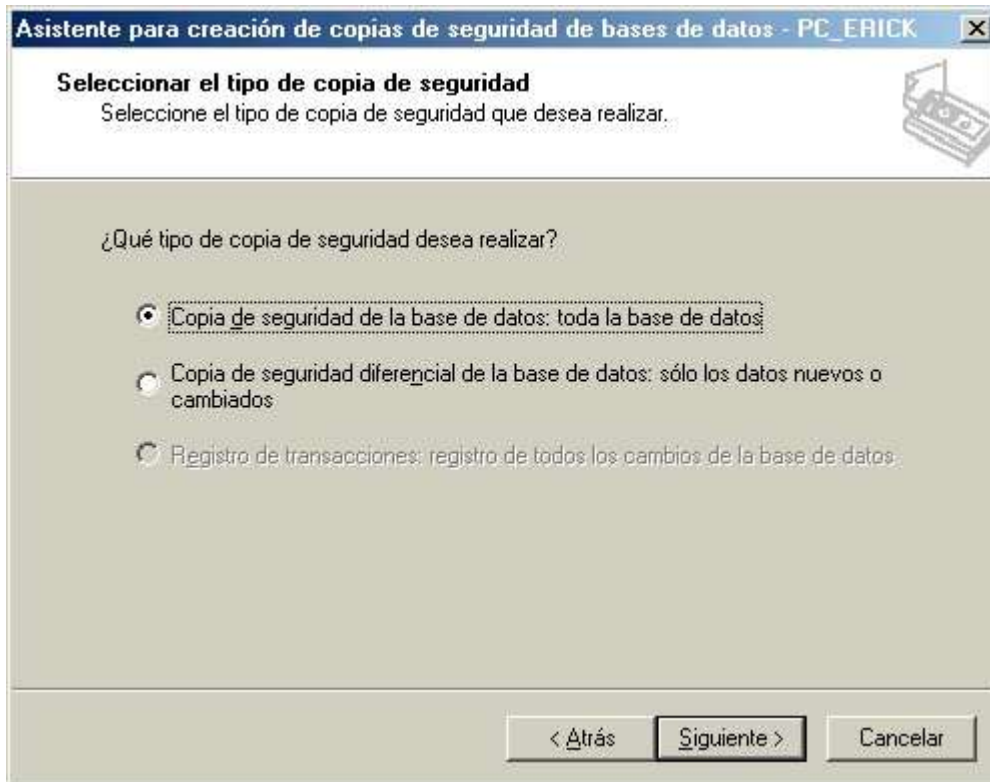 Asistente para creación de copias de seguridad de bases de datos - PC_ERICK
Seleccionar el tipo de copia de seguridad
Seleccione el tipo de copia de seguridad que desea realizar.
¿Qué tipo de copia de seguridad desea realizar?
Copia de seguridad de la base de datos: toda la base de datos
Copia de seguridad diferencial de la base de datos: sólo los datos nuevos o
cambiados
Registro de transacciones: registro de todos los cambios de la base de datos
< Atrás
Siguiente >
Cancelar